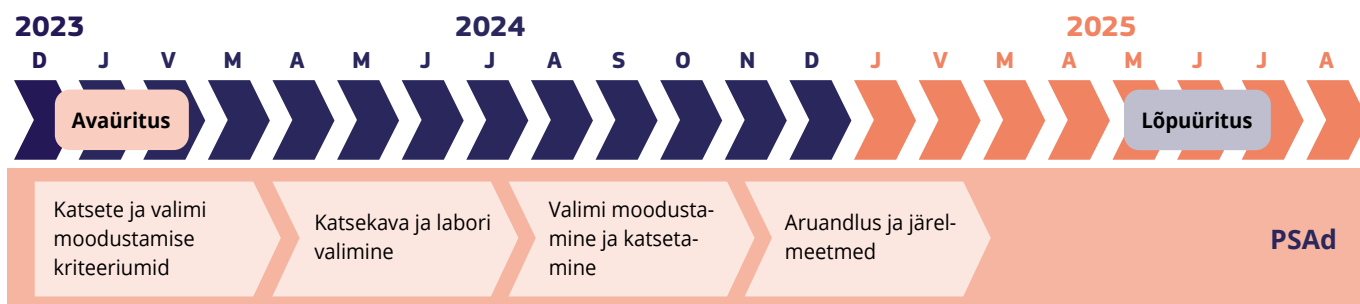 2023 2024 2025
D J V M A M J J A S O N D J V M A M J J A
Avaüritus
Lõpuüritus
Katsete ja valimi
moodustamise
kriteeriumid
Katsekava ja labori
valimine
Valimi moodusta-
mine ja katseta-
mine
Aruandlus ja järel-
meetmed
PSAd